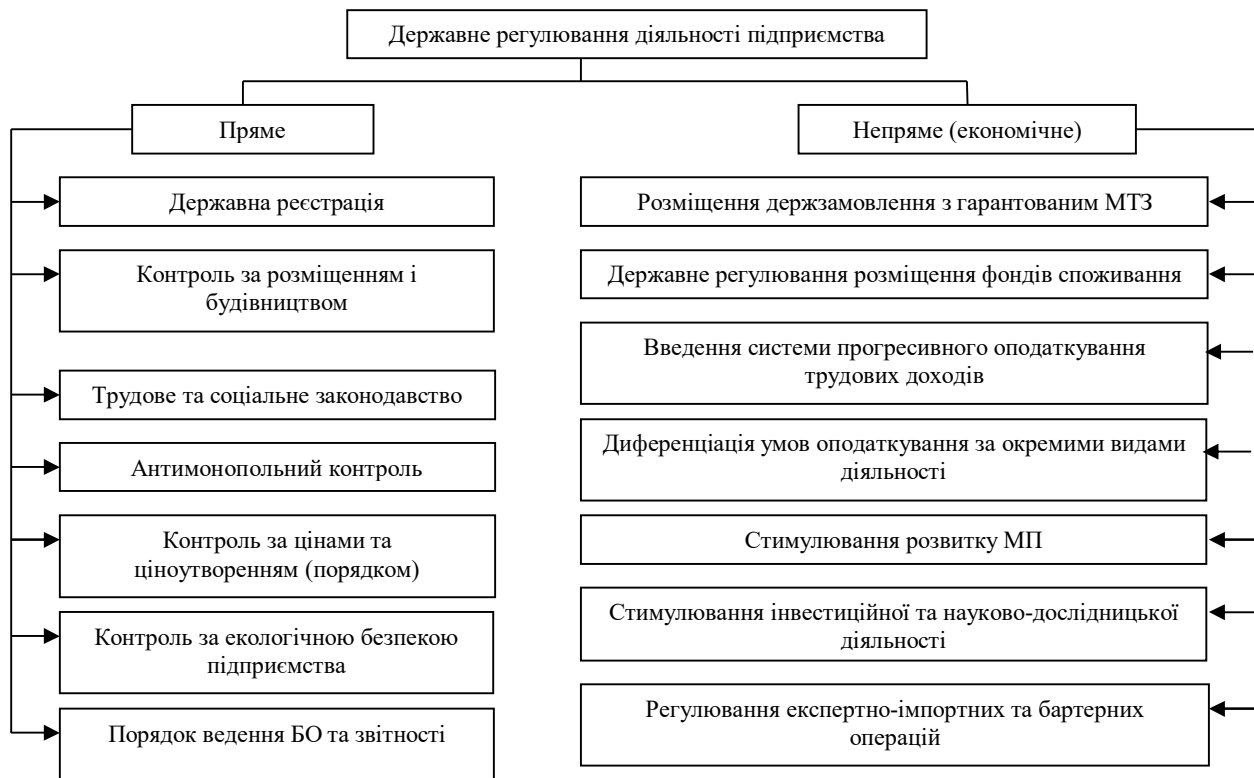 Державне регулювання діяльності підприємства
Пряме
Непряме (економічне)
Державна реєстрація
Контроль за розміщенням і
будівництвом
Трудове та соціальне законодавство
Антимонопольний контроль
Контроль за цінами та
ціноутворенням (порядком)
Контроль за екологічною безпекою
підприємства
Порядок ведення БО та звітності
Розміщення держзамовлення з гарантованим МТЗ
Державне регулювання розміщення фондів споживання
Введення системи прогресивного оподаткування
трудових доходів
Диференціація умов оподаткування за окремими видами
діяльності
Стимулювання розвитку МП
Стимулювання інвестиційної та науково-дослідницької
діяльності
Регулювання експертно-імпортних та бартерних
операцій